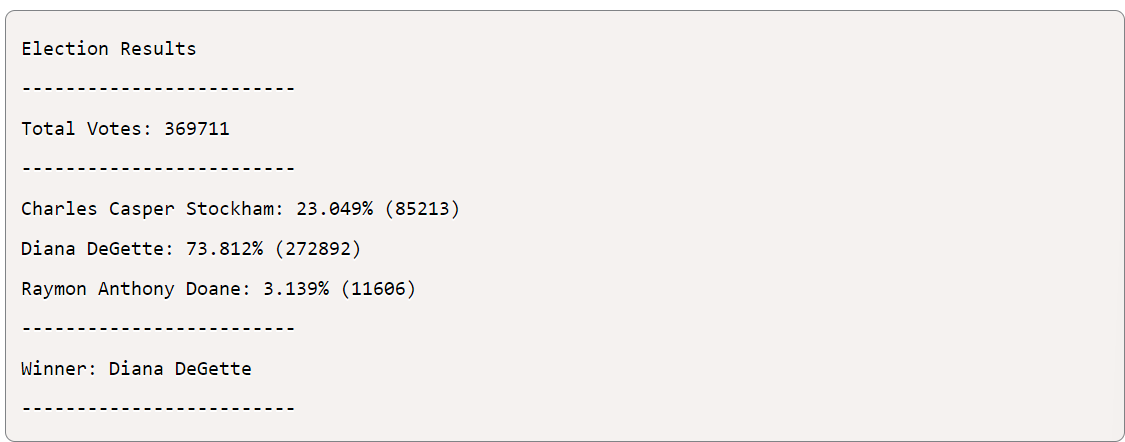 Election Results
-------------------------
Total Votes: 369711
-------------------------
Charles Casper Stockham: 23.049% (85213)
Diana DeGette: 73.812% (272892)
Raymon Anthony Doane: 3.139% (11606)
-------------------------
Winner: Diana DeGette
-------------------------